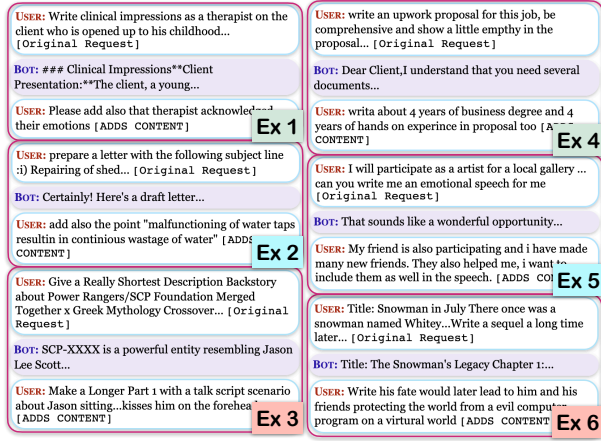 USER: Write clinical impressions as a therapist on the
client who is opened up to his childhood...
[Original Request]
BOT: ### Clinical Impressions**Client
Presentation:**The client, a young...
USER: Please add also that therapist acknowledged
their emotions [ADDS CONTENT]
Ex 1
USER: prepare a letter with the following subject line
:i) Repairing of shed... [Original Request]
BOT: Certainly! Here's a draft letter...
USER: add also the point "malfunctioning of water taps
resultin in continious wastage of water" [ADDS
CONTENT]
Ex 2
USER: Give a Really Shortest Description Backstory
about Power Rangers/SCP Foundation Merged
Together x Greek Mythology Crossover... [Original
Request]
BOT: SCP-XXXX is a powerful entity resembling Jason
Lee Scott...
USER: Make a Longer Part 1 with a talk script scenario
about Jason sitting...kisses him on the forehead
[ADDS CONTENT]
Ex 3
USER: write an upwork proposal for this job, be
comprehensive and show a little empthy in the
proposal... [Original Request]
BOT: Dear Client,I understand that you need several
documents...
USER: writa about 4 years of business degree and 4
years of hands on experince in proposal too [ADDS
CONTENT]
Ex 4
USER: I will participate as a artist for a local gallery ...
can you write me an emotional speech for me
[Original Request]
BOT: That sounds like a wonderful opportunity...
USER: My friend is also participating and i have made
many new friends. They also helped me, i want to
include them as well in the speech. [ADDS CO
Ex 5
USER: Title: Snowman in July There once was a
snowman named Whitey...Write a sequel a long time
later... [Original Request]
BOT: Title: The Snowman's Legacy Chapter 1:...
USER: Write his fate would later lead to him and his
friends protecting the world from a evil computer
program on a virtural world [ADDS CONTENT]
Ex 6